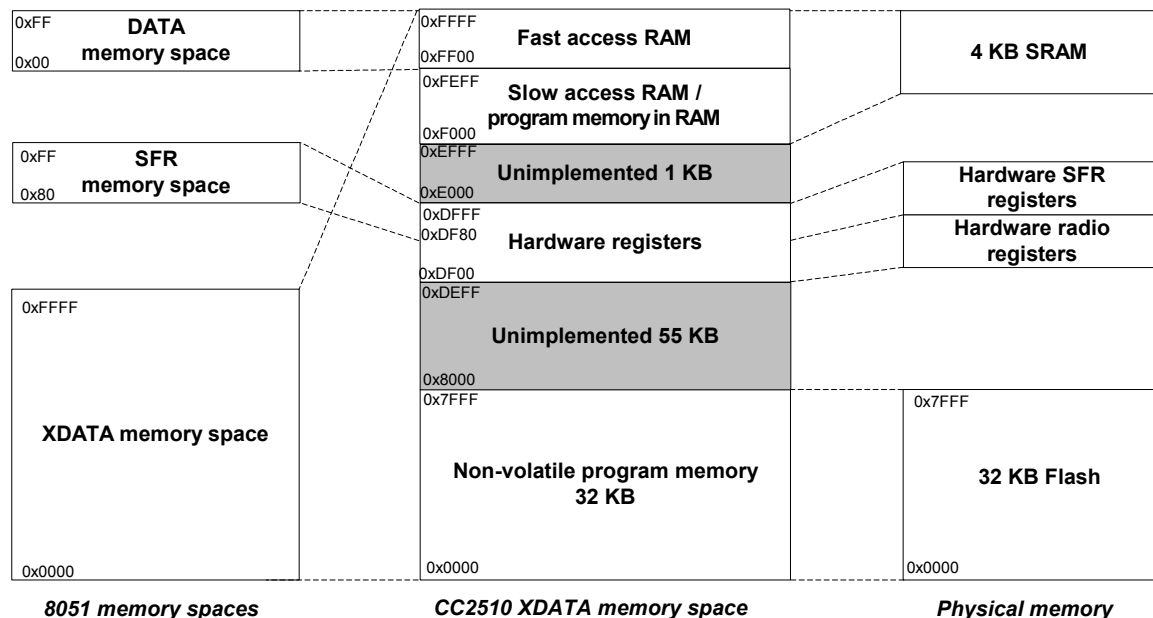 0xFF
DATA
memory space
0x00
0xFF
SFR
memory space
0x80
0xFFFF
XDATA memory space
0x0000
8051 memory spaces
0xFFFF
Fast access RAM
0xFF00
0xFEFF
Slow access RAM /
program memory in RAM
0xF000
0xEFFF
Unimplemented 1 KB
0xE000
0xDFFF
0xDF80
Hardware registers
0xDF00
0xDEFF
Unimplemented 55 KB
0x8000
0x7FFF
Non-volatile program memory
32 KB
0x0000
CC2510 XDATA memory space
4 KB SRAM
Hardware SFR
registers
Hardware radio
registers
0x7FFF
32 KB Flash
0x0000
Physical memory